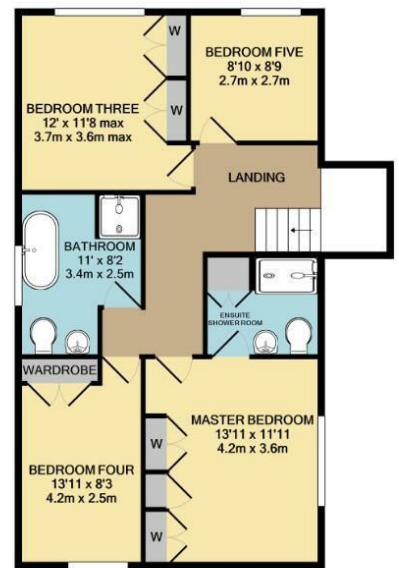 W
BEDROOM FIVE
8'10 x 8'9
2.7m x 2.7m
BEDROOM THREE
12' x 11'8 max
3.7m x 3.6m max
W
LANDING
BATHROOM
11' x 8'2
3.4m x 2.5m
ENSUITE
SHOWER ROOM
WARDROBE
MASTER BEDROOM
13'11 x 11'11
4.2m x 3.6m
W
BEDROOM FOUR
13'11 x 8'3
4.2m x 2.5m
W